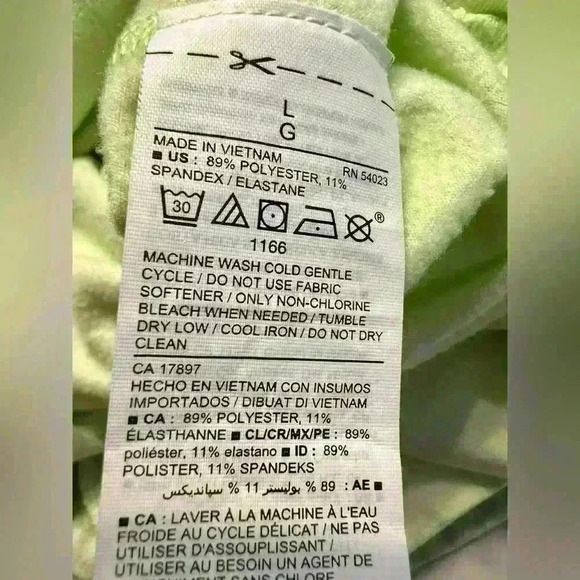 L
G
MADE IN VIETNAM RN 54023
■ US : 89% POLYESTER, 11%
SPANDEX / ELASTANE
30
®
1166
MACHINE WASH COLD GENTLE
CYCLE / DO NOT USE FABRIC
SOFTENER / ONLY NON-CHLORINE
BLEACH WHEN NEEDED / TUMBLE
DRY LOW / COOL IRON / DO NOT DRY
CLEAN
CA 17897
HECHO EN VIETNAM CON INSUMOS
IMPORTADOS / DIBUAT DI VIETNAM
■ CA : 89% POLYESTER, 11%
ÉLASTHANNE ■ CL/CR/MX/PE : 89%
poliéster, 11% elastano ■ ID : 89%
POLISTER, 11% SPANDEKS
■ AE : 89 % بوليستر 11 % سبانديكس
■ CA : LAVER À LA MACHINE À L'EAU
FROIDE AU CYCLE DÉLICAT / NE PAS
UTILISER D'ASSOUPLISSANT /
UTILISER AU BESOIN UN AGENT DE
SANS CHLORE